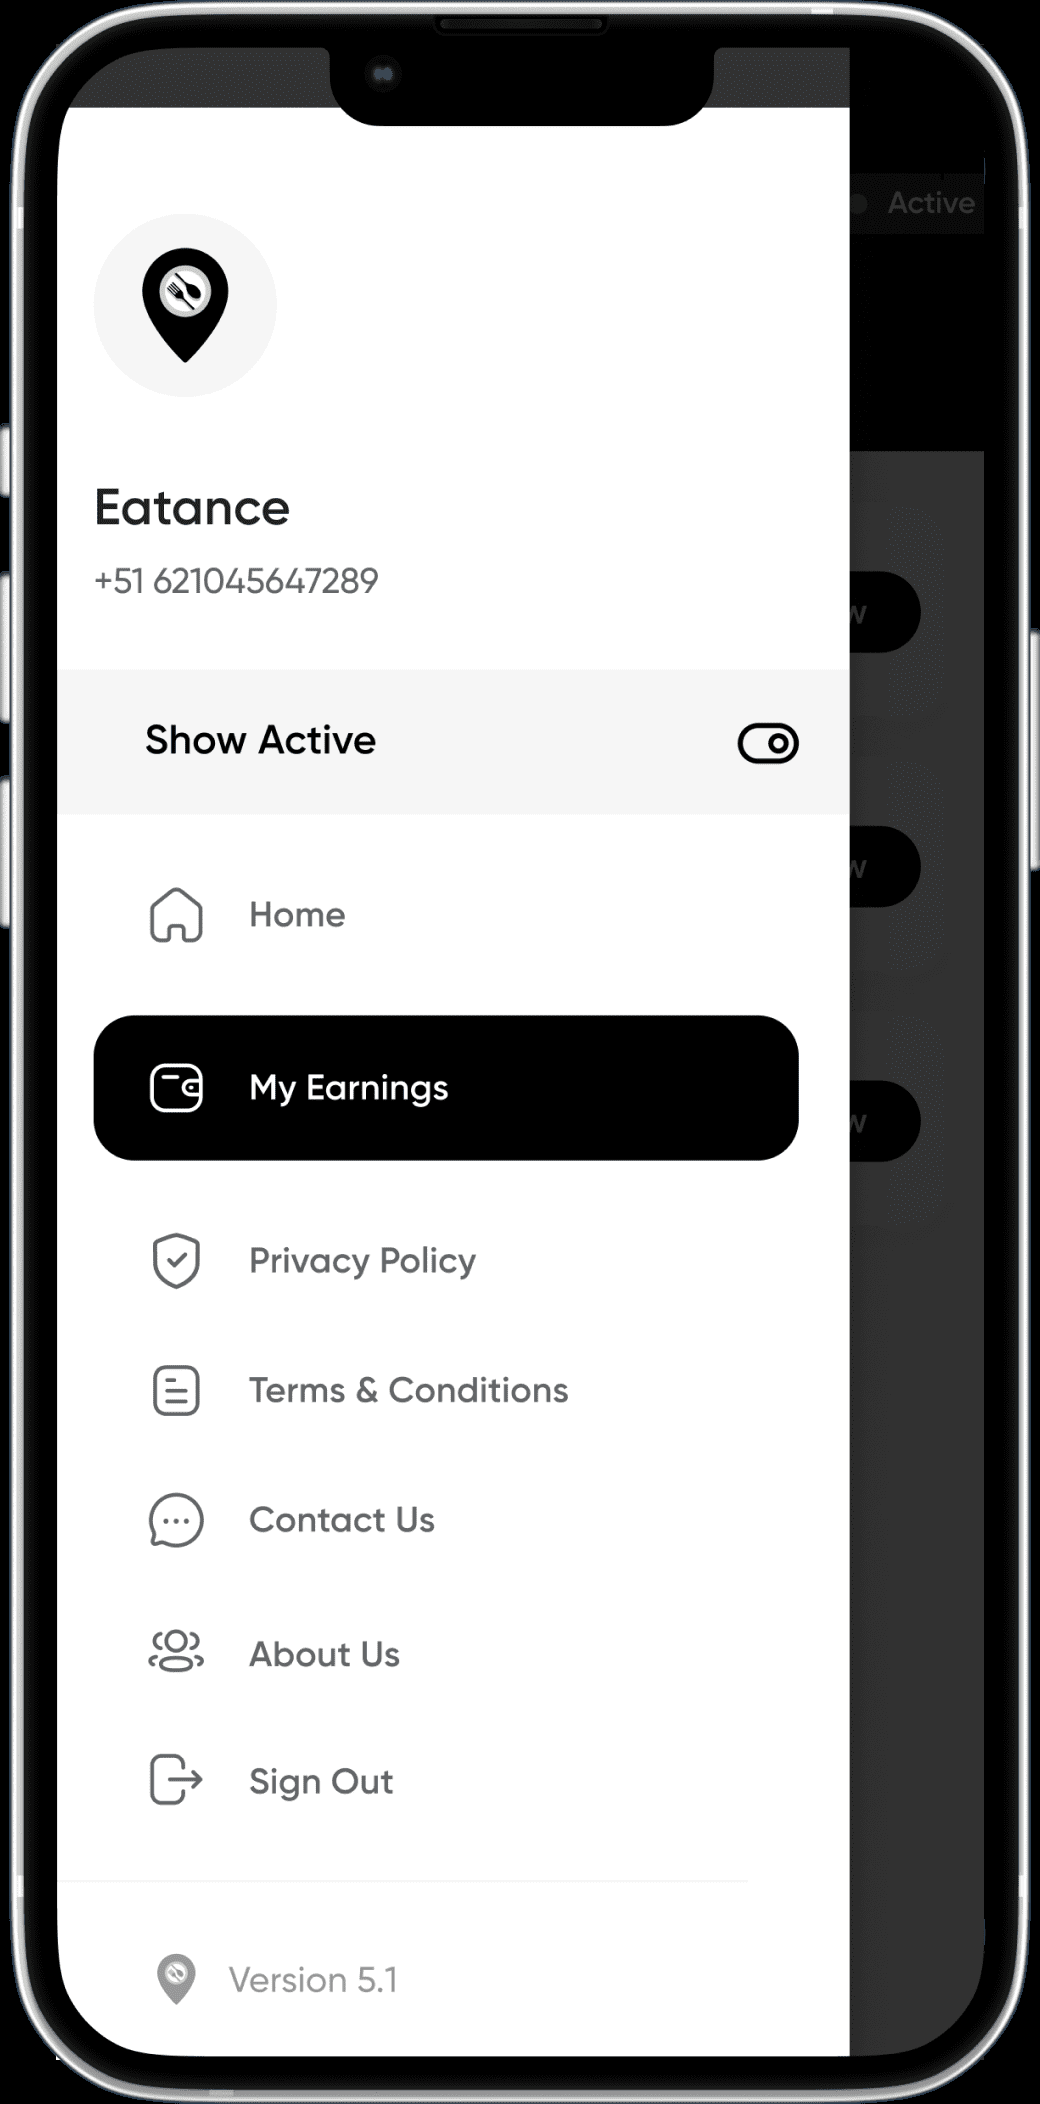 Active
Eatance
+51 621045647289
Show Active
Home
My Earnings
Privacy Policy
Terms & Conditions
Contact Us
About Us
Sign Out
Version 5.1